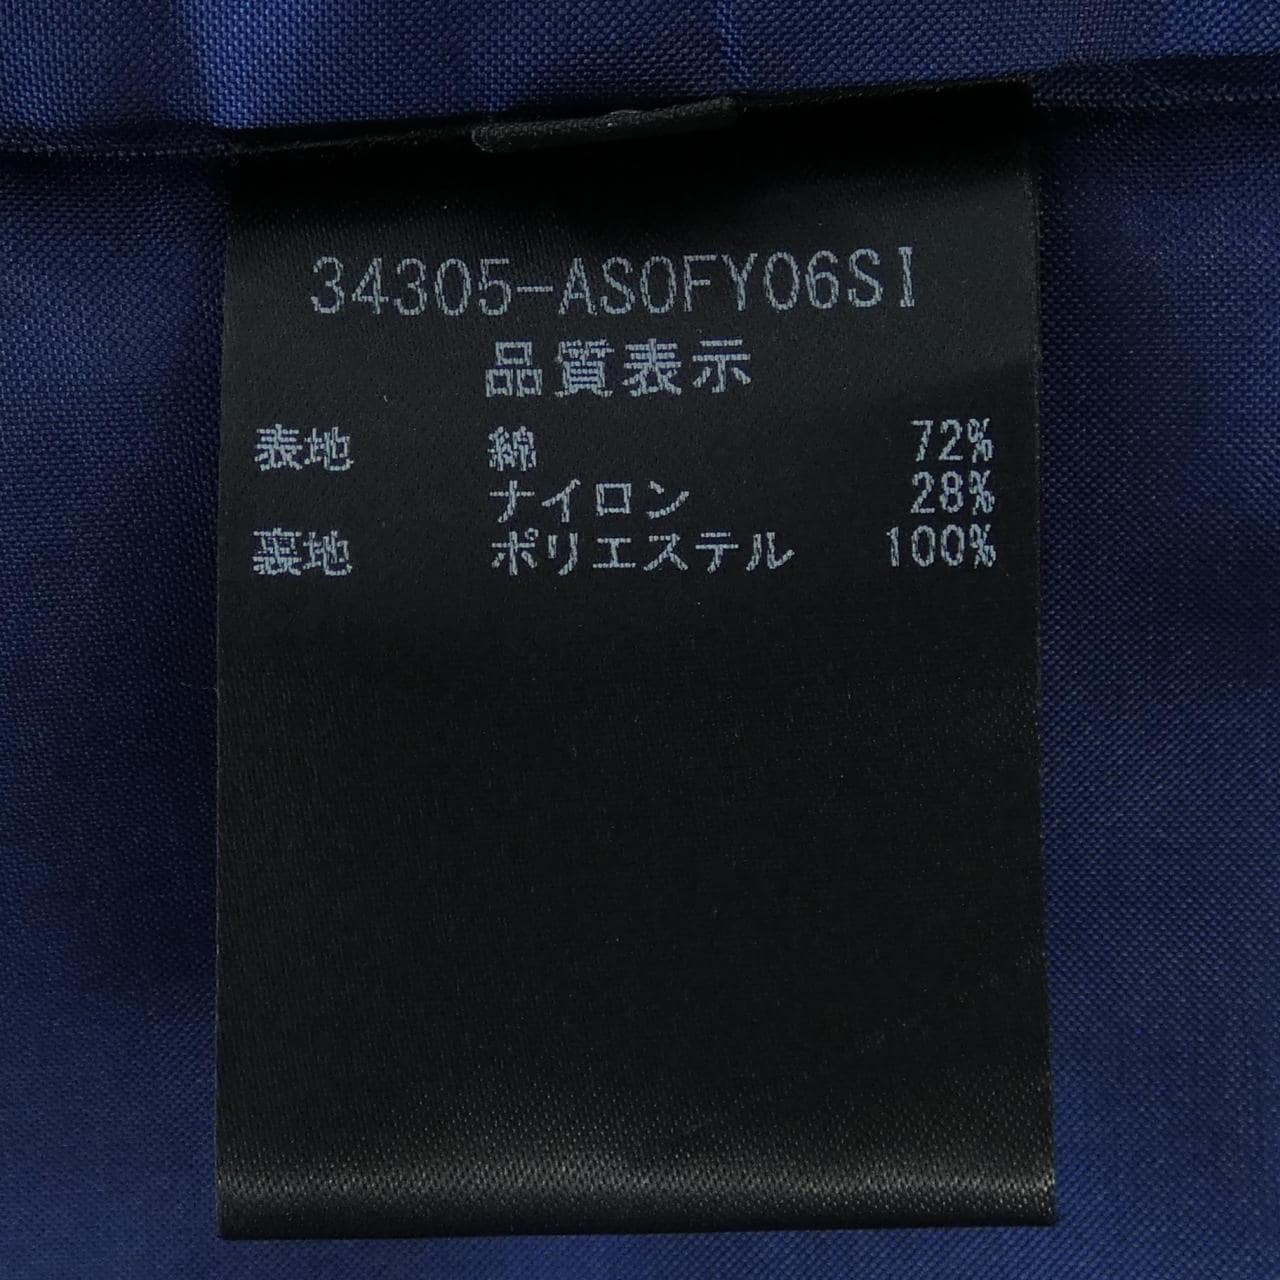 34305-ASOFY06SI
品質表示
表地 綿 72%
ナイロン 28%
裏地 ポリエステル 100%